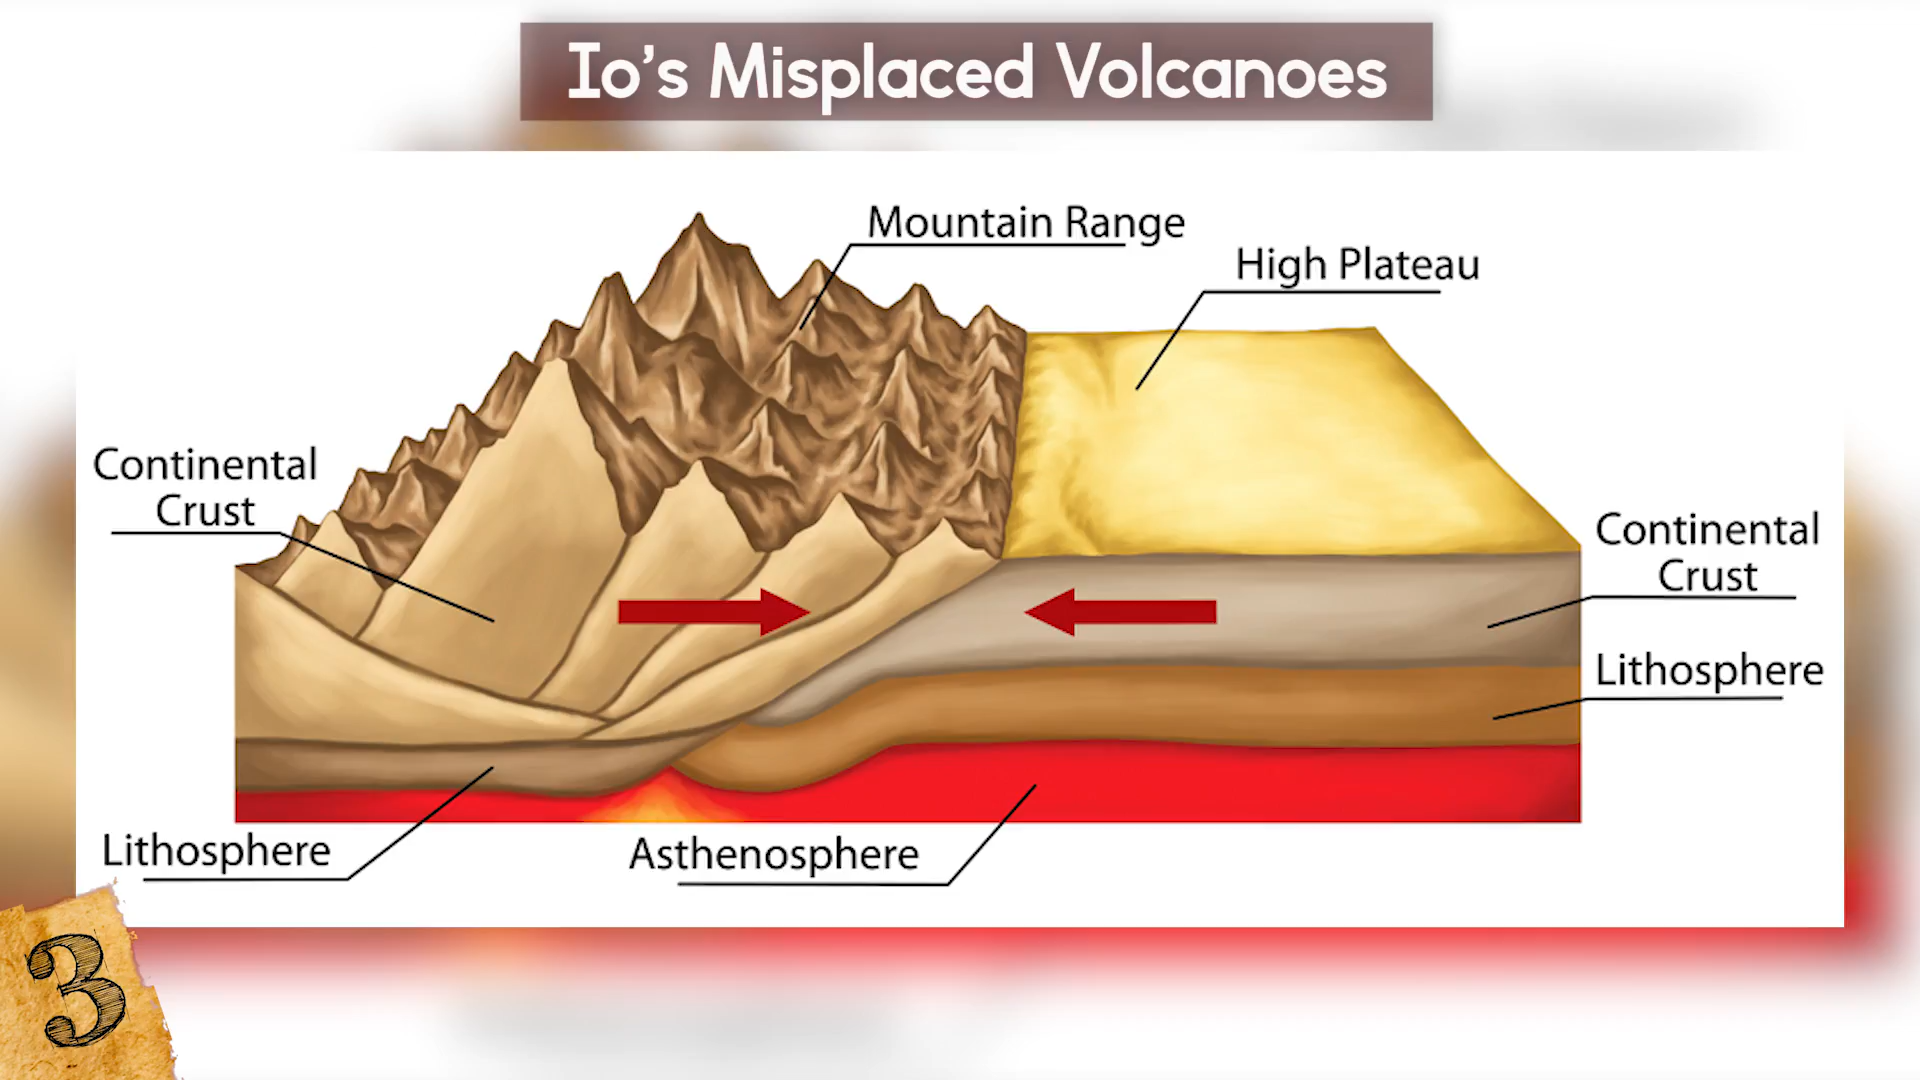 Io's Misplaced Volcanoes
Mountain Range
High Plateau
Continental
Crust
Continental
Crust
Lithosphere
Lithosphere
Asthenosphere
3